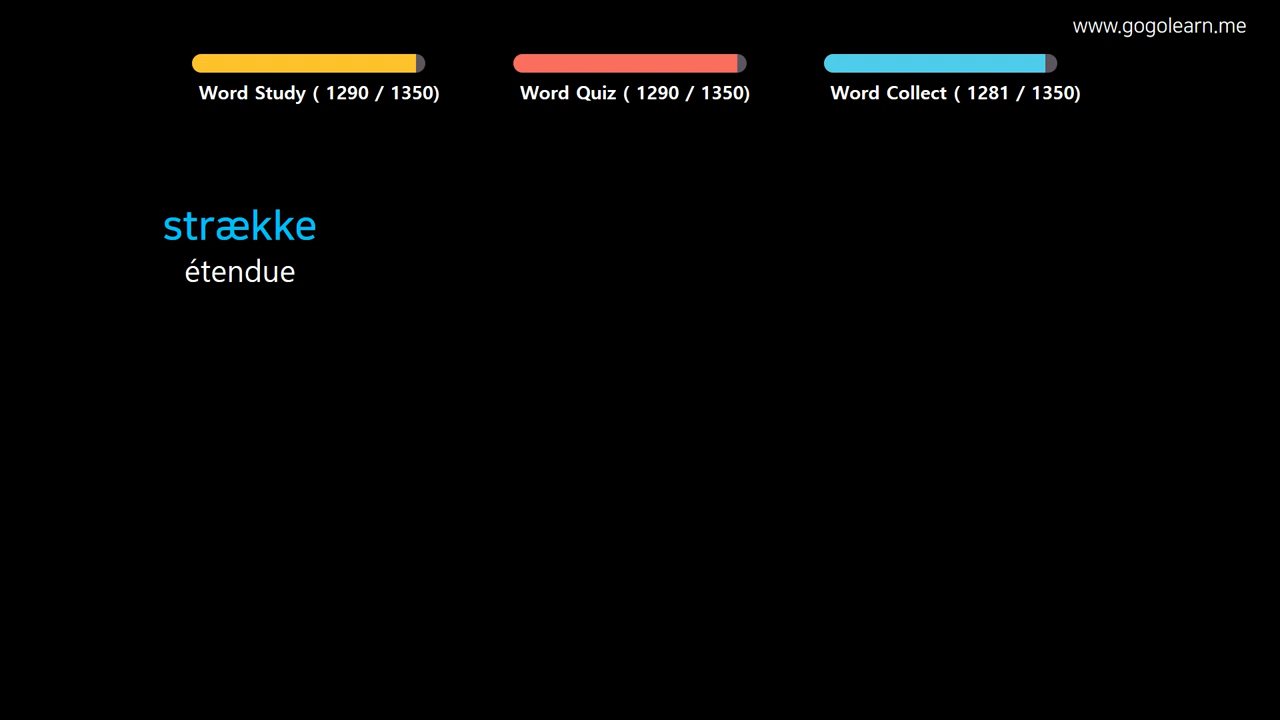 www.gogolearn.me
Word Study ( 1290 / 1350)
Word Quiz ( 1290 / 1350)
Word Collect ( 1281 / 1350)
strække
étendue